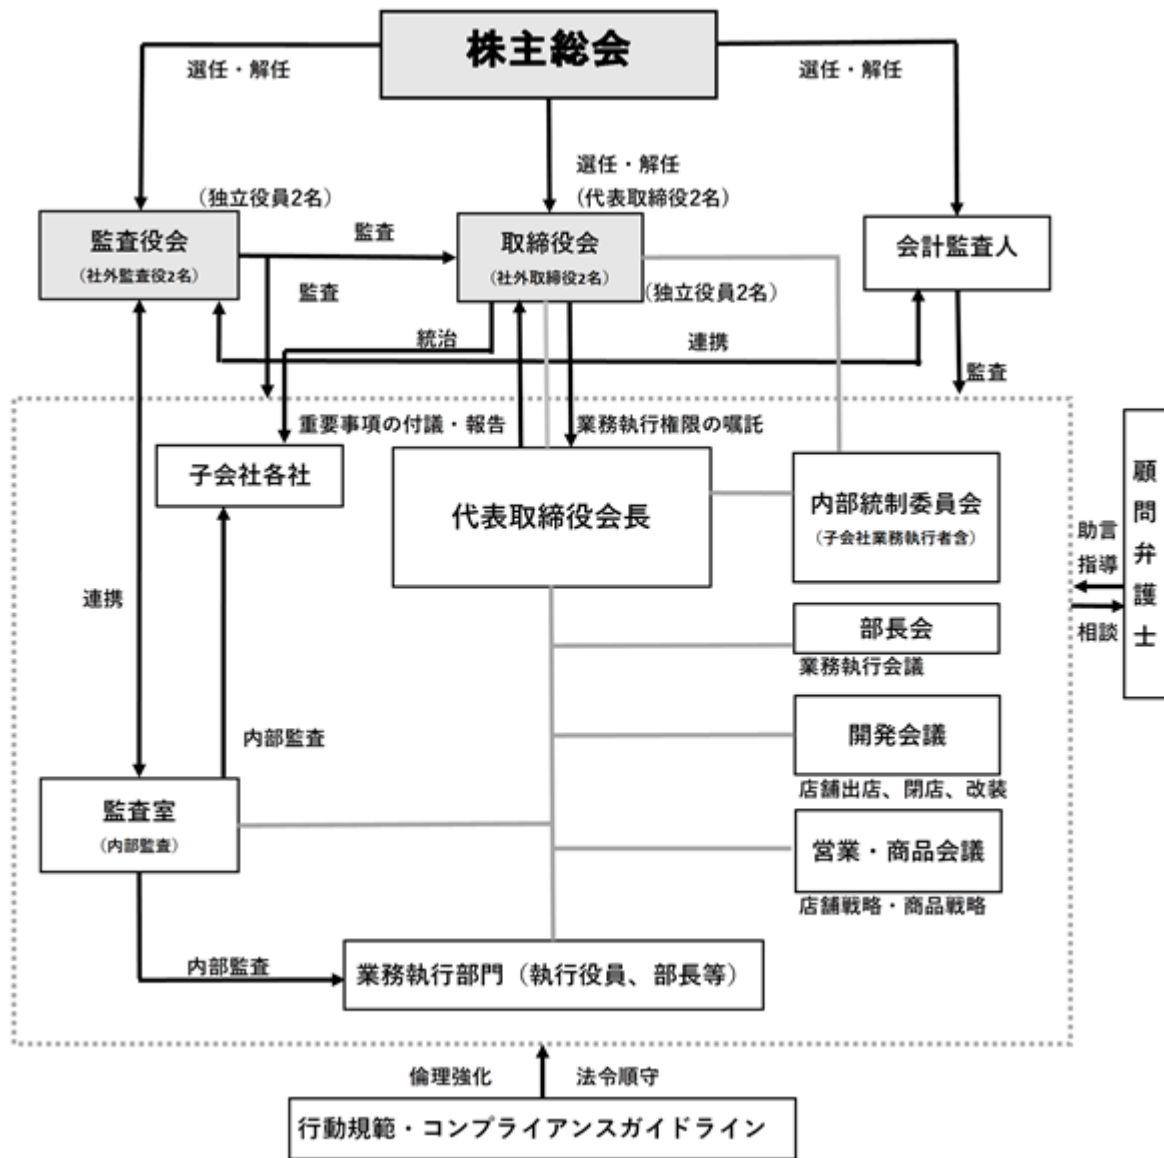 株主総会
選任・解任
選任・解任
選任・解任
(代表取締役2名)
(独立役員2名)
監査役会
(社外監査役2名)
監査
取締役会
(社外取締役2名)
会計監査人
監査
(独立役員2名)
統治
連携
監査
重要事項の付議・報告
業務執行権限の嘱託
子会社各社
代表取締役会長
内部統制委員会
(子会社業務執行者含)
顧問弁護士
助言
指導
相談
連携
部長会
業務執行会議
開発会議
店舗出店、閉店、改装
内部監査
監査室
(内部監査)
営業・商品会議
店舗戦略・商品戦略
内部監査
業務執行部門（執行役員、部長等）
倫理強化
法令順守
行動規範・コンプライアンスガイドライン